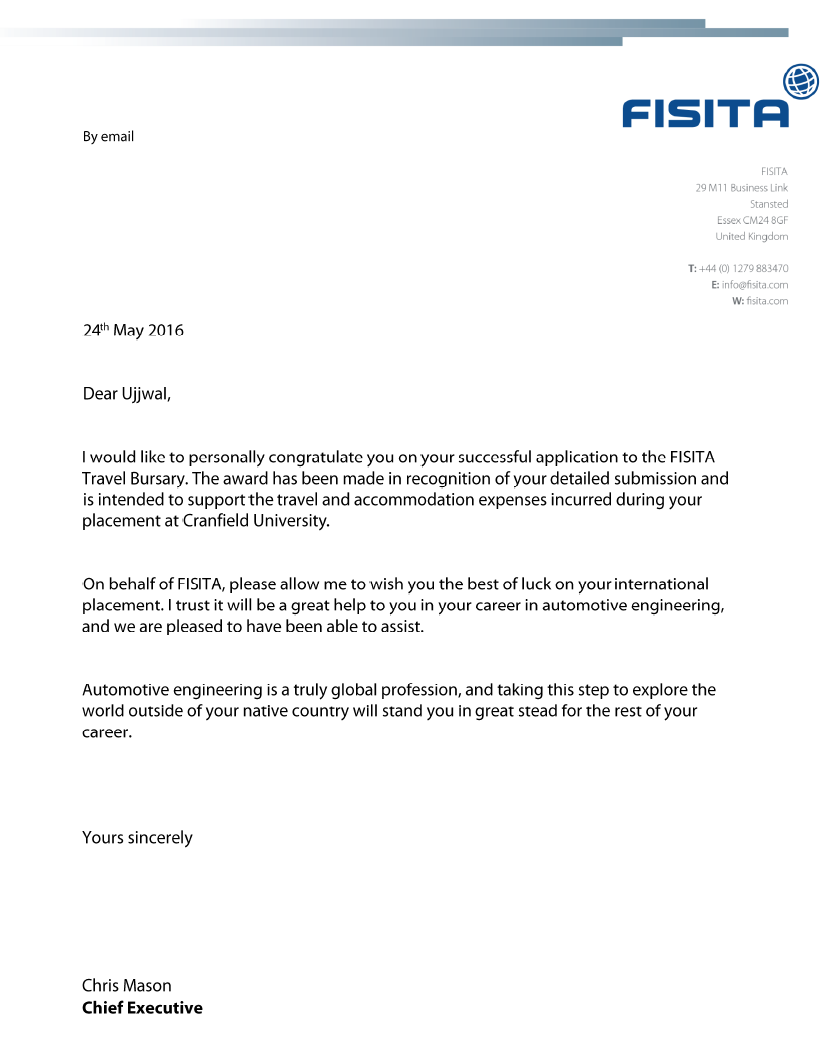 FISITA
By email
FISITA
29 M11 Business Link
Stansted
Essex CM24 8GF
United Kingdom
T: +44 (0) 1279 883470
E: info@fisita.com
W: fisita.com
24th May 2016
Dear Ujjwal,
I would like to personally congratulate you on your successful application to the FISITA
Travel Bursary. The award has been made in recognition of your detailed submission and
is intended to support the travel and accommodation expenses incurred during your
placement at Cranfield University.
On behalf of FISITA, please allow me to wish you the best of luck on your international
placement. I trust it will be a great help to you in your career in automotive engineering,
and we are pleased to have been able to assist.
Automotive engineering is a truly global profession, and taking this step to explore the
world outside of your native country will stand you in great stead for the rest of your
career.
Yours sincerely
Chris Mason
Chief Executive